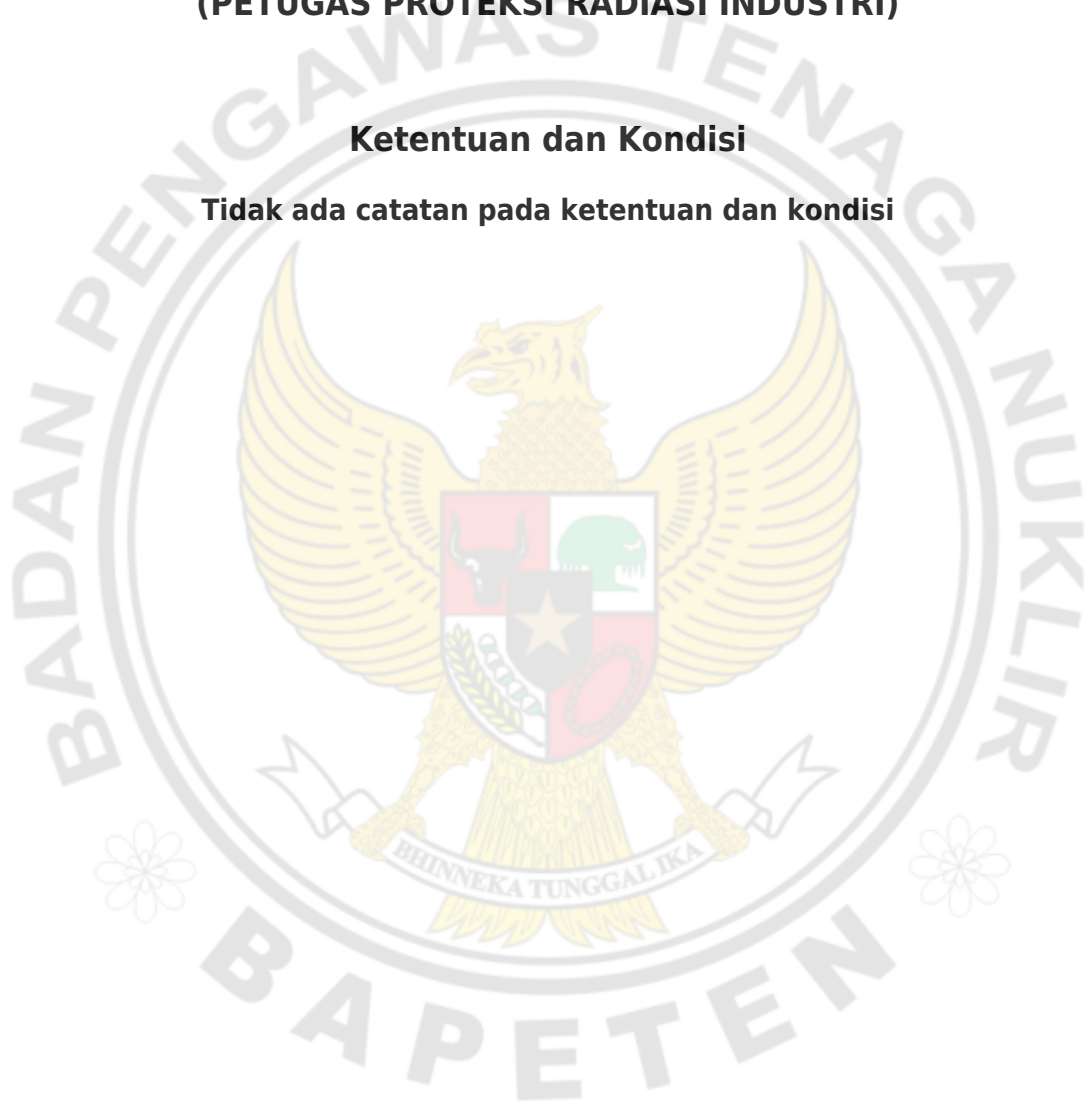 (PETUGAS PROTEKSI RADIASI INDUSTRI)
Ketentuan dan Kondisi
Tidak ada catatan pada ketentuan dan kondisi
BADAN PENGAWAS TENAGA NUKLIR
BHINNEKA TUNGGAL IKA
BAPETEN